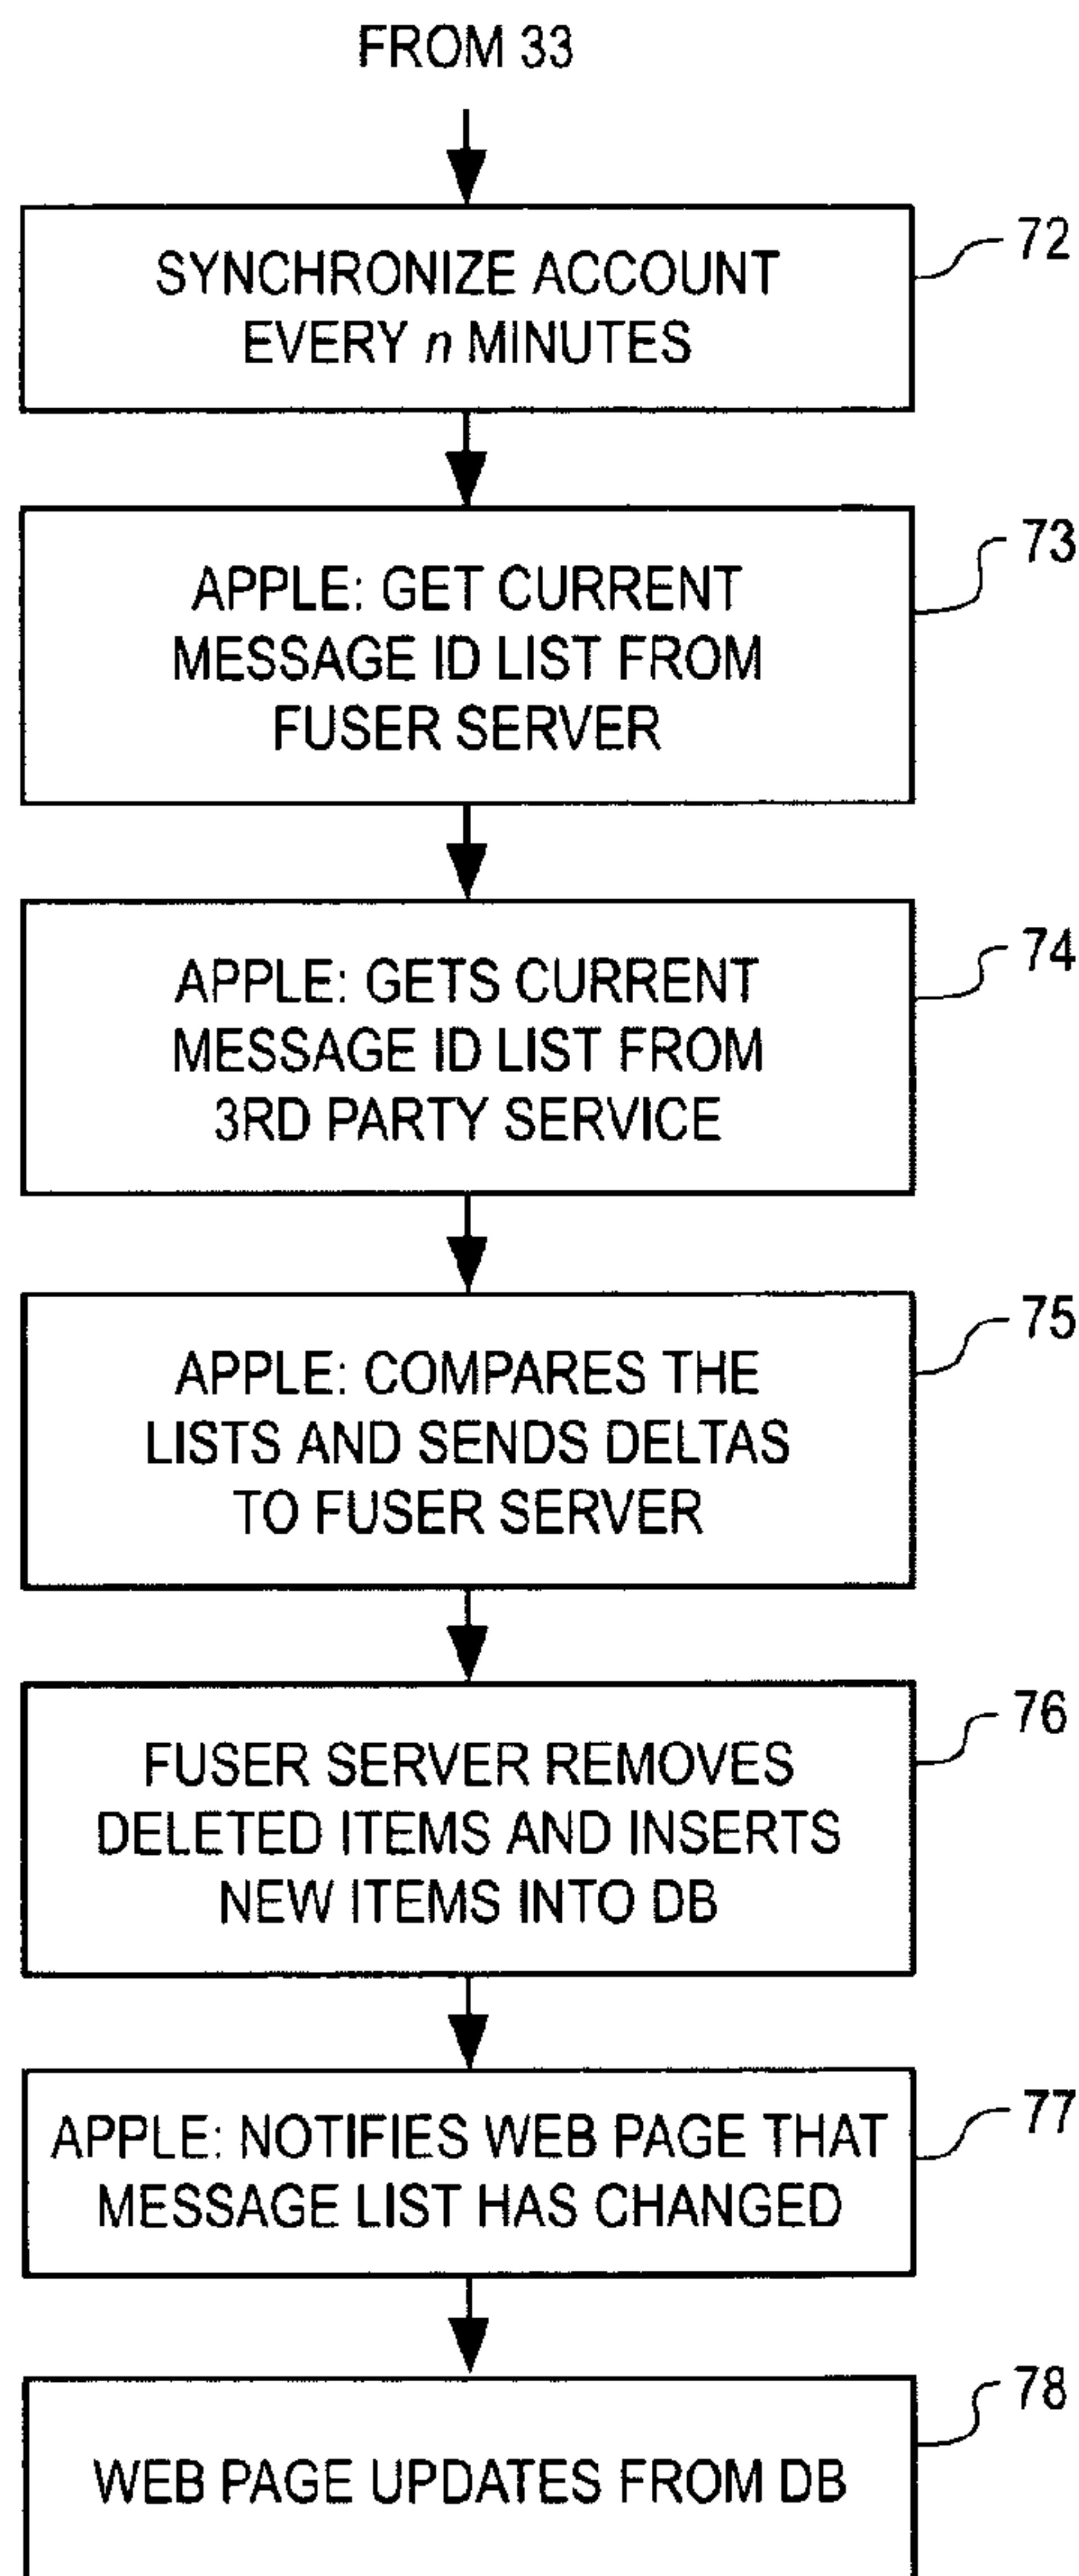 FROM 33
SYNCHRONIZE ACCOUNT
EVERY n MINUTES
72
APPLE: GET CURRENT
MESSAGE ID LIST FROM
FUSER SERVER
73
APPLE: GETS CURRENT
MESSAGE ID LIST FROM
3RD PARTY SERVICE
74
APPLE: COMPARES THE
LISTS AND SENDS DELTAS
TO FUSER SERVER
75
FUSER SERVER REMOVES
DELETED ITEMS AND INSERTS
NEW ITEMS INTO DB
76
APPLE: NOTIFIES WEB PAGE THAT
MESSAGE LIST HAS CHANGED
77
WEB PAGE UPDATES FROM DB
78